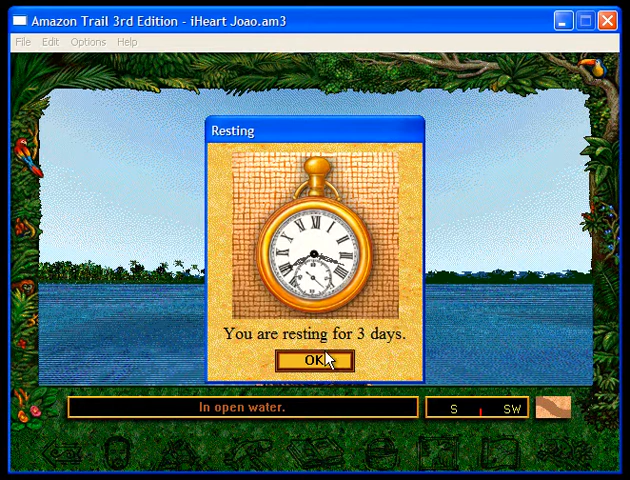 Amazon Trail 3rd Edition - iHeart Joao.am3
File Edit Options Help
Resting
You are resting for 3 days.
OK
In open water.
S SW